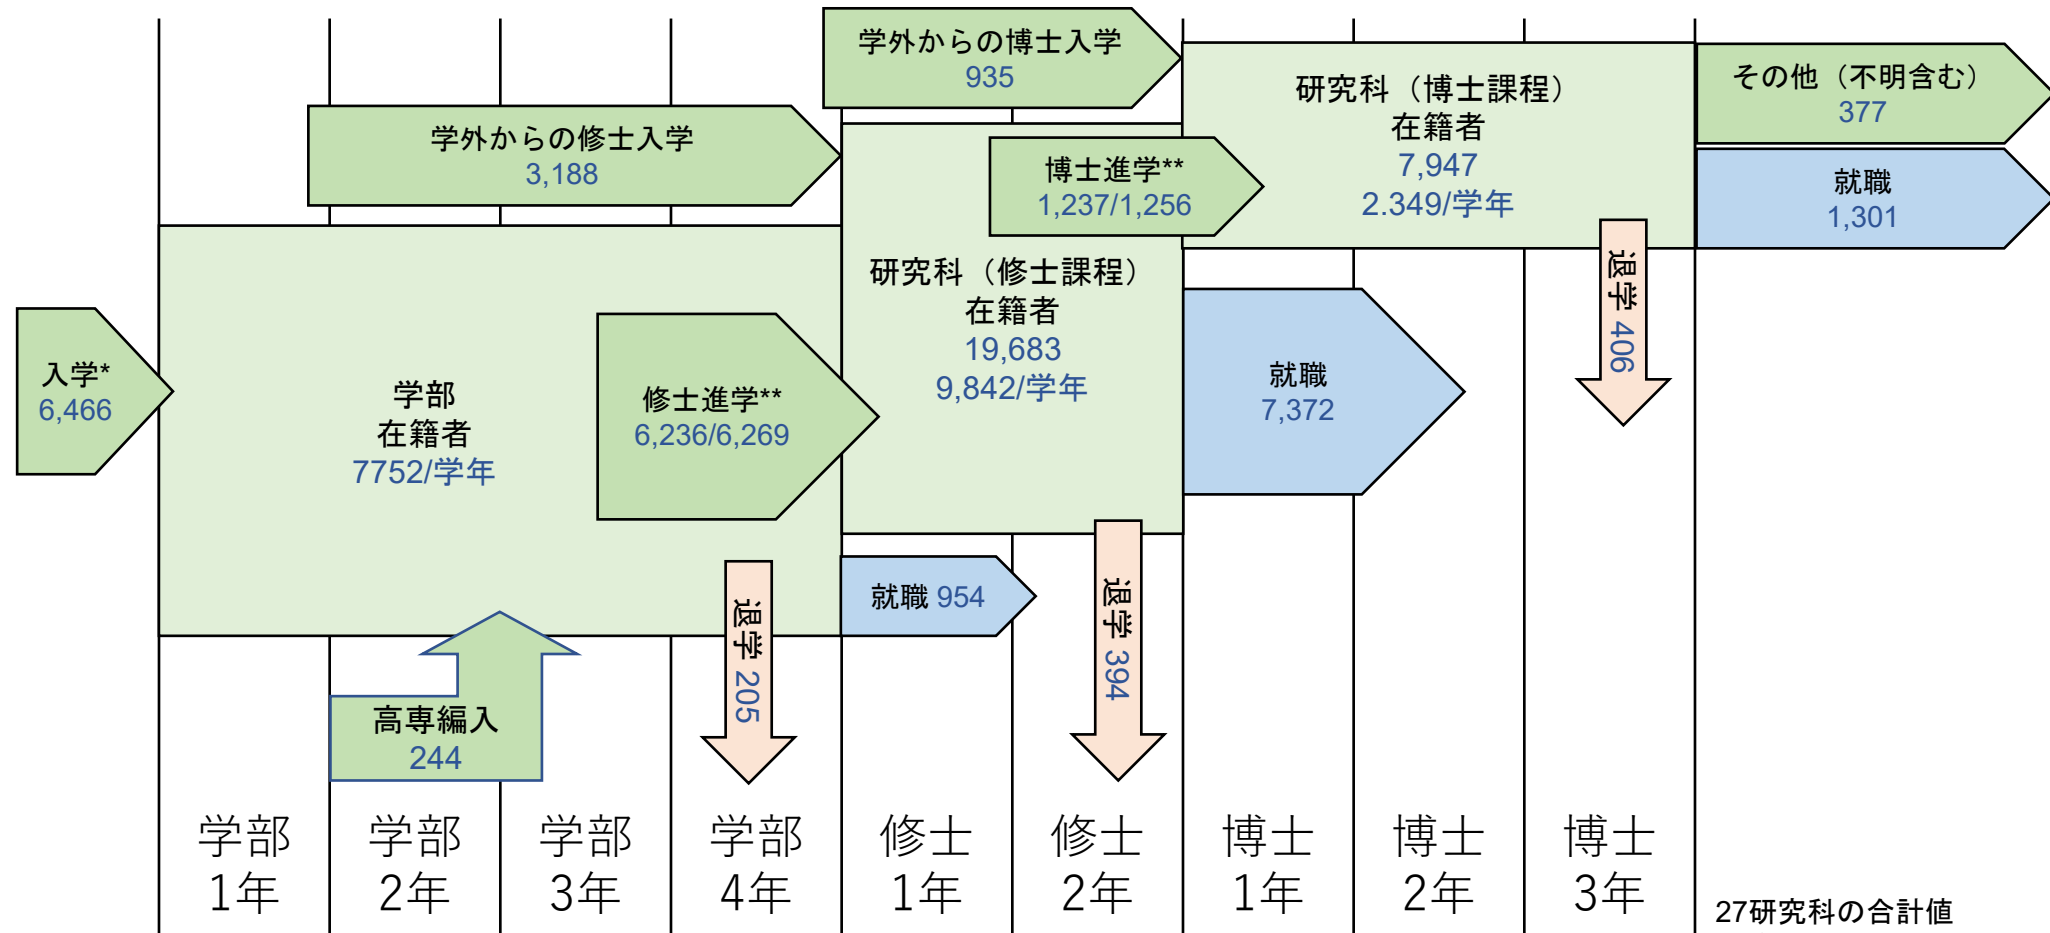 学外からの博士入学
935
学外からの修士入学
3,188
研究科（博士課程）
在籍者
7,947
2.349/学年
その他（不明含む）
377
就職
1,301
博士進学**
1,237/1,256
退学 406
研究科（修士課程）
在籍者
19,683
9,842/学年
就職
7,372
入学*
6,466
学部
在籍者
7752/学年
修士進学**
6,236/6,269
就職 954
退学 205
退学 394
高専編入
244
学部
1年
学部
2年
学部
3年
学部
4年
修士
1年
修士
2年
博士
1年
博士
2年
博士
3年
27研究科の合計値